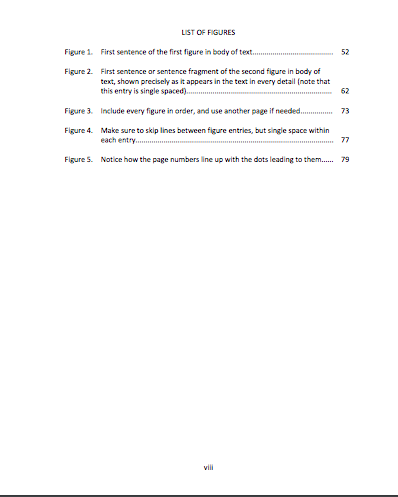 LIST OF FIGURES
Figure 1. First sentence of the first figure in body of text...................................... 52
Figure 2. First sentence or sentence fragment of the second figure in body of
text, shown precisely as it appears in the text in every detail (note that
this entry is single spaced)..................................................................... 62
Figure 3. Include every figure in order, and use another page if needed............... 73
Figure 4. Make sure to skip lines between figure entries, but single space within
each entry............................................................................................ 77
Figure 5. Notice how the page numbers line up with the dots leading to them...... 79
viii